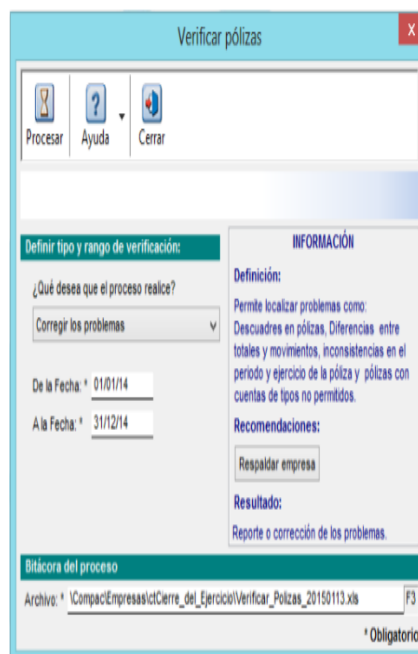 Verificar pólizas
x
Procesar
Ayuda
Cerrar
Definir tipo y rango de verificación:
¿Qué desea que el proceso realice?
Corregir los problemas
De la Fecha: * 01/01/14
A la Fecha: * 31/12/14
INFORMACIÓN
Definición:
Permite localizar problemas como:
Descuadres en pólizas, Diferencias entre
totales y movimientos, inconsistencias en el
periodo y ejercicio de la póliza y pólizas con
cuentas de tipos no permitidos.
Recomendaciones:
Respaldar empresa
Resultado:
Reporte o corrección de los problemas.
Bitácora del proceso
Archivo: * \Compac\Empresas\ctCierre_del_Ejercicio\Verificar_Polizas_20150113.xls F3
* Obligatorio